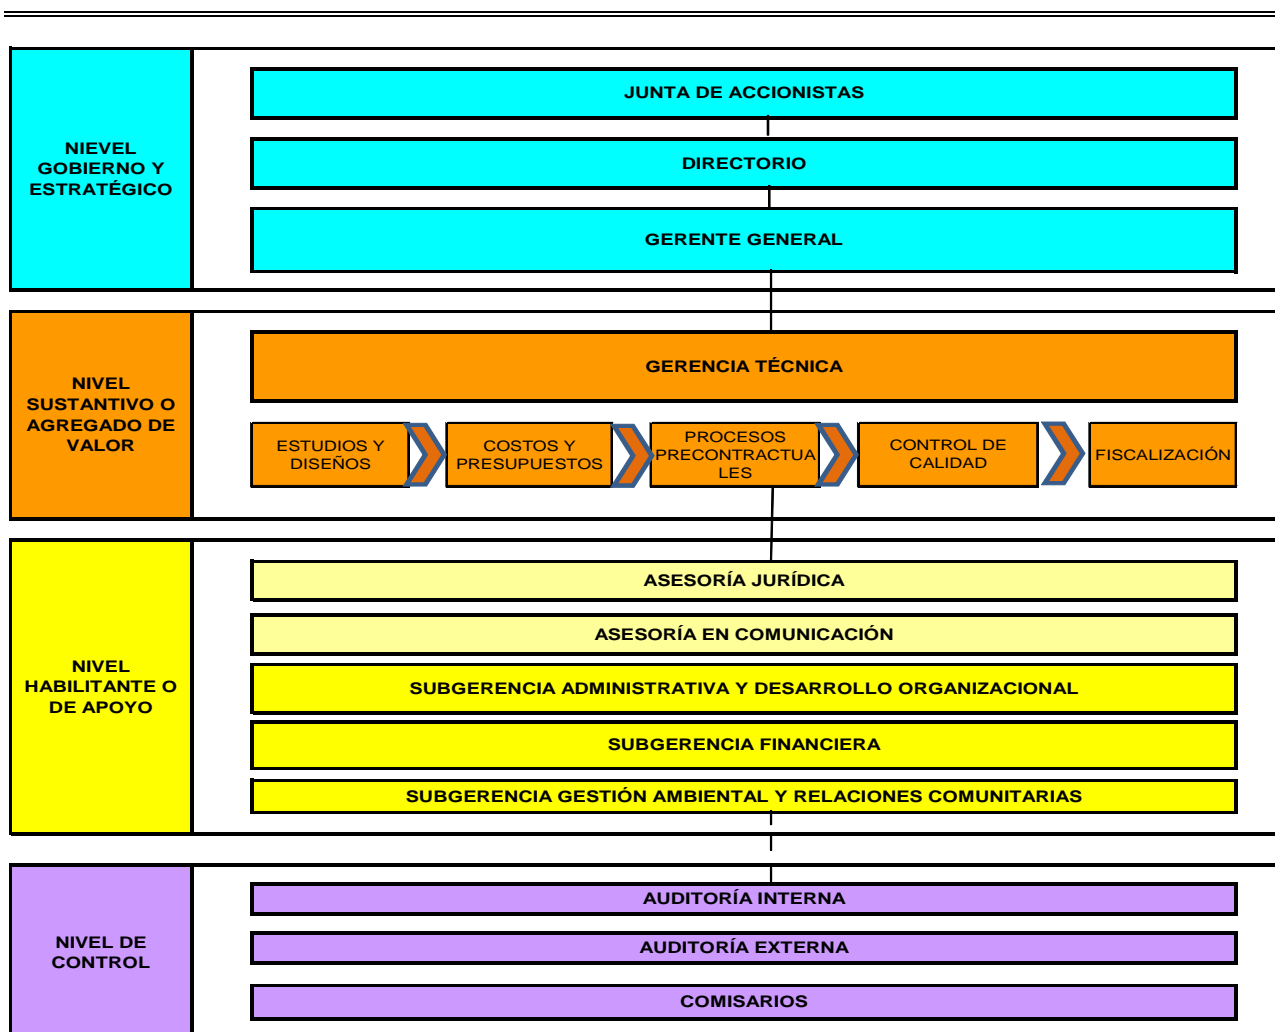 NIEVEL
GOBIERNO Y
ESTRATÉGICO
JUNTA DE ACCIONISTAS
DIRECTORIO
GERENTE GENERAL
NIVEL
SUSTANTIVO O
AGREGADO DE
VALOR
GERENCIA TÉCNICA
ESTUDIOS Y
DISEÑOS
COSTOS Y
PRESUPUESTOS
PROCESOS
PRECONTRACTUA
LES
CONTROL DE
CALIDAD
FISCALIZACIÓN
NIVEL
HABILITANTE O
DE APOYO
ASESORÍA JURÍDICA
ASESORÍA EN COMUNICACIÓN
SUBGERENCIA ADMINISTRATIVA Y DESARROLLO ORGANIZACIONAL
SUBGERENCIA FINANCIERA
SUBGERENCIA GESTIÓN AMBIENTAL Y RELACIONES COMUNITARIAS
NIVEL DE
CONTROL
AUDITORÍA INTERNA
AUDITORÍA EXTERNA
COMISARIOS